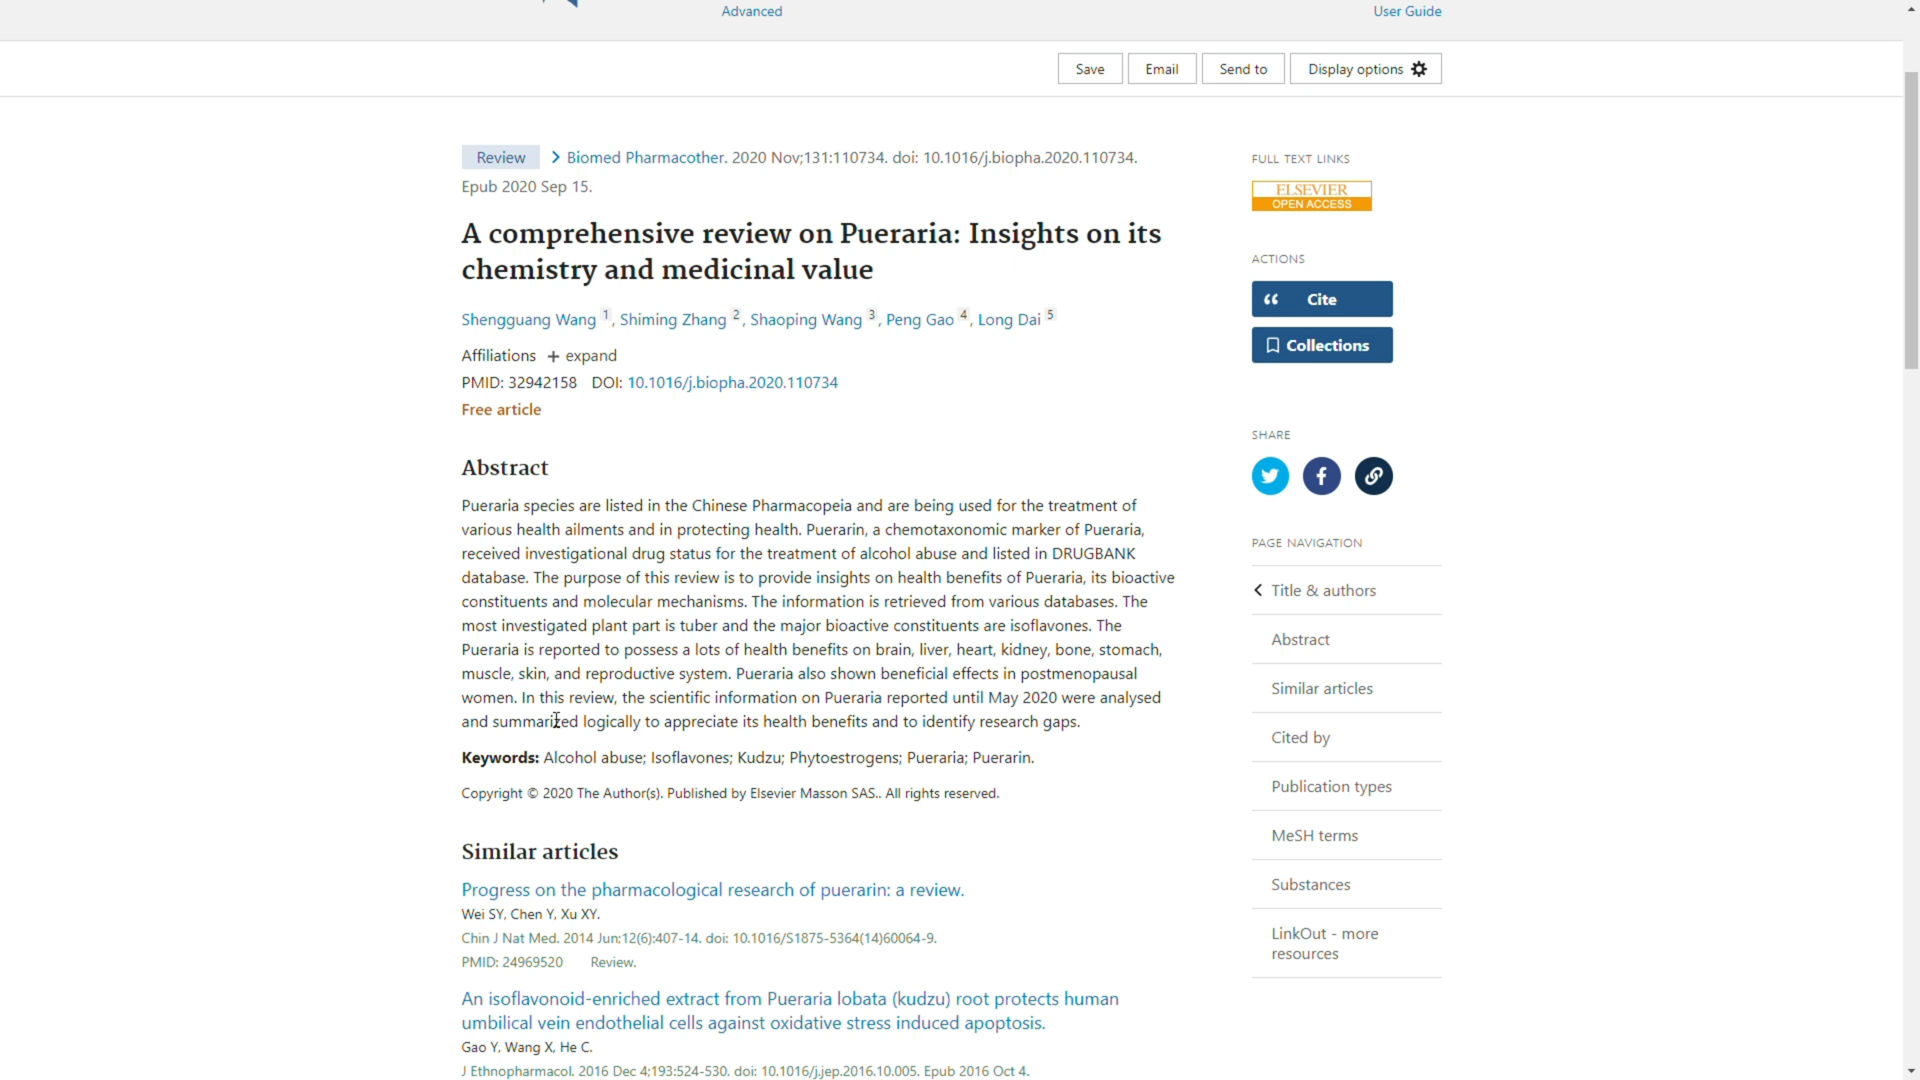 Advanced
User Guide
Save
Email
Send to
Display options
Review
Biomed Pharmacother. 2020 Nov;131:110734. doi: 10.1016/j.biopha.2020.110734.
Epub 2020 Sep 15.
A comprehensive review on Pueraria: Insights on its
chemistry and medicinal value
Shengguang Wang 1, Shiming Zhang 2, Shaoping Wang 3, Peng Gao 4, Long Dai 5
Affiliations + expand
PMID: 32942158 DOI: 10.1016/j.biopha.2020.110734
Free article
Abstract
Pueraria species are listed in the Chinese Pharmacopeia and are being used for the treatment of
various health ailments and in protecting health. Puerarin, a chemotaxonomic marker of Pueraria,
received investigational drug status for the treatment of alcohol abuse and listed in DRUGBANK
database. The purpose of this review is to provide insights on health benefits of Pueraria, its bioactive
constituents and molecular mechanisms. The information is retrieved from various databases. The
most investigated plant part is tuber and the major bioactive constituents are isoflavones. The
Pueraria is reported to possess a lots of health benefits on brain, liver, heart, kidney, bone, stomach,
muscle, skin, and reproductive system. Pueraria also shown beneficial effects in postmenopausal
women. In this review, the scientific information on Pueraria reported until May 2020 were analysed
and summarized logically to appreciate its health benefits and to identify research gaps.
Keywords: Alcohol abuse; Isoflavones; Kudzu; Phytoestrogens; Pueraria; Puerarin.
Copyright © 2020 The Author(s). Published by Elsevier Masson SAS.. All rights reserved.
Similar articles
Progress on the pharmacological research of puerarin: a review.
Wei SY, Chen Y, Xu XY.
Chin J Nat Med. 2014 Jun;12(6):407-14. doi: 10.1016/S1875-5364(14)60064-9.
PMID: 24969520 Review.
An isoflavonoid-enriched extract from Pueraria lobata (kudzu) root protects human
umbilical vein endothelial cells against oxidative stress induced apoptosis.
Gao Y, Wang X, He C.
J Ethnopharmacol. 2016 Dec 4;193:524-530. doi: 10.1016/j.jep.2016.10.005. Epub 2016 Oct 4.
FULL TEXT LINKS
ELSEVIER
OPEN ACCESS
ACTIONS
Cite
Collections
SHARE
PAGE NAVIGATION
Title & authors
Abstract
Similar articles
Cited by
Publication types
MeSH terms
Substances
LinkOut - more
resources